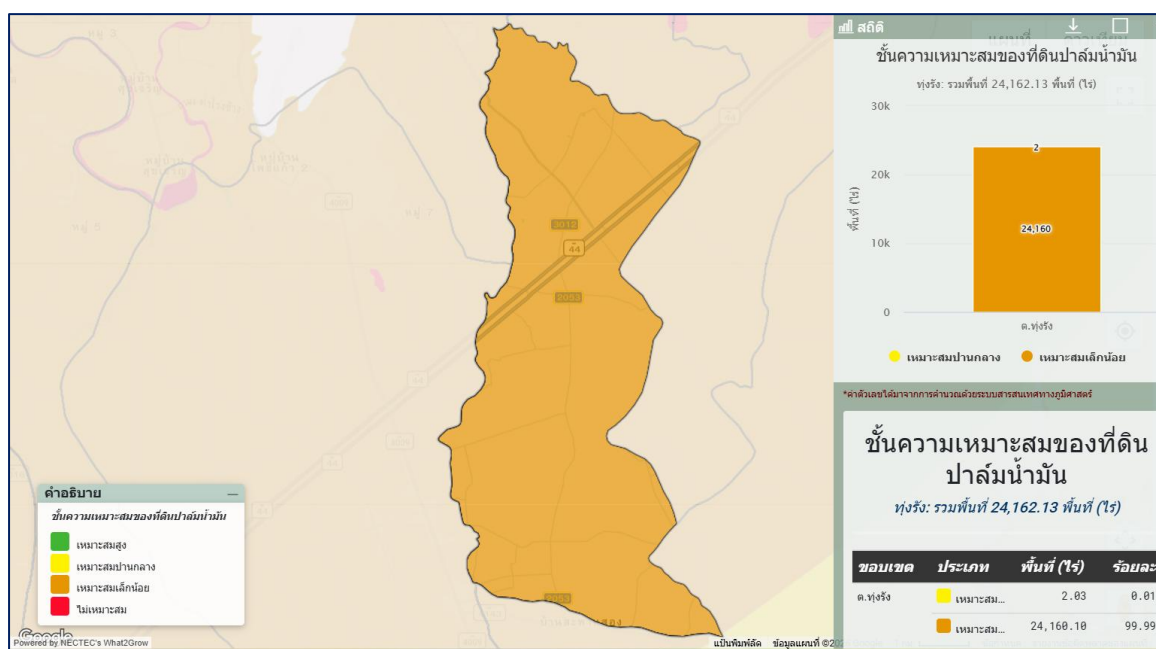 44
3018
44
2053
4009
44
2053
คำอธิบาย
ชั้นความเหมาะสมของที่ดินปาล์มน้ำมัน
เหมาะสมสูง
เหมาะสมปานกลาง
เหมาะสมเล็กน้อย
ไม่เหมาะสม
Google
Powered by NECTEC's What2Grow
แป้นพิมพ์ลัด
ข้อมูลแผนที่ ©202
สถิติ
ชั้นความเหมาะสมของที่ดินปาล์มน้ำมัน
ทุ่งรัง: รวมพื้นที่ 24,162.13 พื้นที่ (ไร่)
30k
20k
10k
0
พื้นที่ (ไร่)
2
24,160
ต.ทุ่งรัง
เหมาะสมปานกลาง เหมาะสมเล็กน้อย
*ค่าตัวเลขได้มาจากการคำนวณด้วยระบบสารสนเทศทางภูมิศาสตร์
ชั้นความเหมาะสมของที่ดิน
ปาล์มน้ำมัน
ทุ่งรัง: รวมพื้นที่ 24,162.13 พื้นที่ (ไร่)
ขอบเขต ประเภท พื้นที่ (ไร่) ร้อยละ
ต.ทุ่งรัง เหมาะสม... 2.03 0.01
เหมาะสม... 24,160.10 99.99